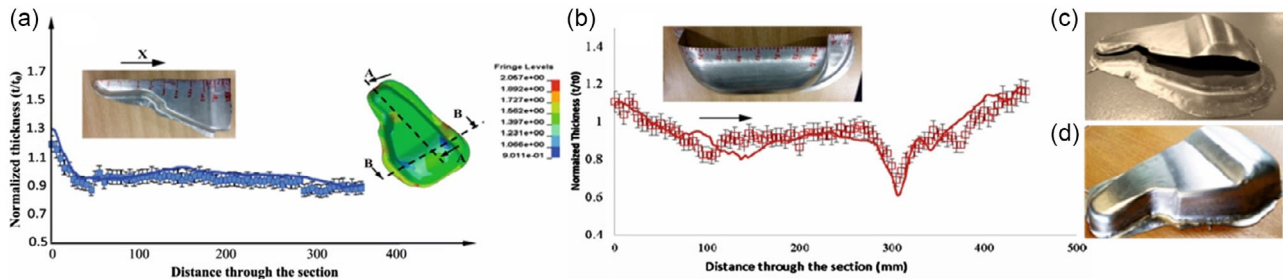 (a)
Normalized thickness (t/t₀)
1.7
1.5
1.3
1.1
0.9
0.7
0.5
X
A
B
B
A
Fringe Levels
2.057e+00
1.892e+00
1.727e+00
1.562e+00
1.397e+00
1.231e+00
1.066e+00
9.011e-01
100
200
300
400
Distance through the section
(b)
Normaized Thickness (t/t0)
1.4
1.2
1
0.8
0.6
0.4
0
100
200
300
400
500
Distance through the section (mm)
(c)
(d)